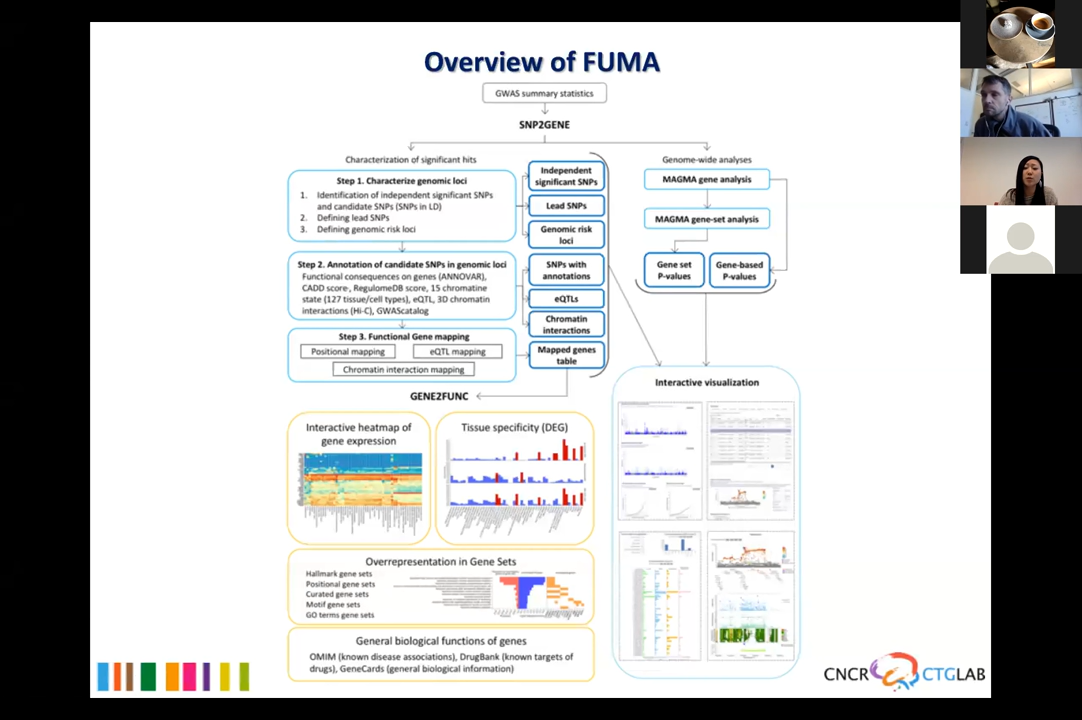 Overview of FUMA
GWAS summary statistics
SNP2GENE
Characterization of significant hits
Step 1. Characterize genomic loci
1. Identification of independent significant SNPs
and candidate SNPs (SNPs in LD)
2. Defining lead SNPs
3. Defining genomic risk loci
Step 2. Annotation of candidate SNPs in genomic loci
Functional consequences on genes (ANNOVAR),
CADD score, RegulomeDB score, 15 chromatine
state (127 tissue/cell types), eQTL, 3D chromatin
interactions (Hi-C), GWAScatalog
Step 3. Functional Gene mapping
Positional mapping
eQTL mapping
Chromatin interaction mapping
Independent
significant SNPs
Lead SNPs
Genomic risk
loci
SNPs with
annotations
eQTLs
Chromatin
interactions
Mapped genes
table
Genome-wide analyses
MAGMA gene analysis
MAGMA gene-set analysis
Gene set
P-values
Gene-based
P-values
GENE2FUNC
Interactive heatmap of
gene expression
Tissue specificity (DEG)
Overrepresentation in Gene Sets
Hallmark gene sets
Positional gene sets
Curated gene sets
Motif gene sets
GO terms gene sets
General biological functions of genes
OMIM (known disease associations), DrugBank (known targets of
drugs), GeneCards (general biological information)
Interactive visualization
CNCR CTGLAB